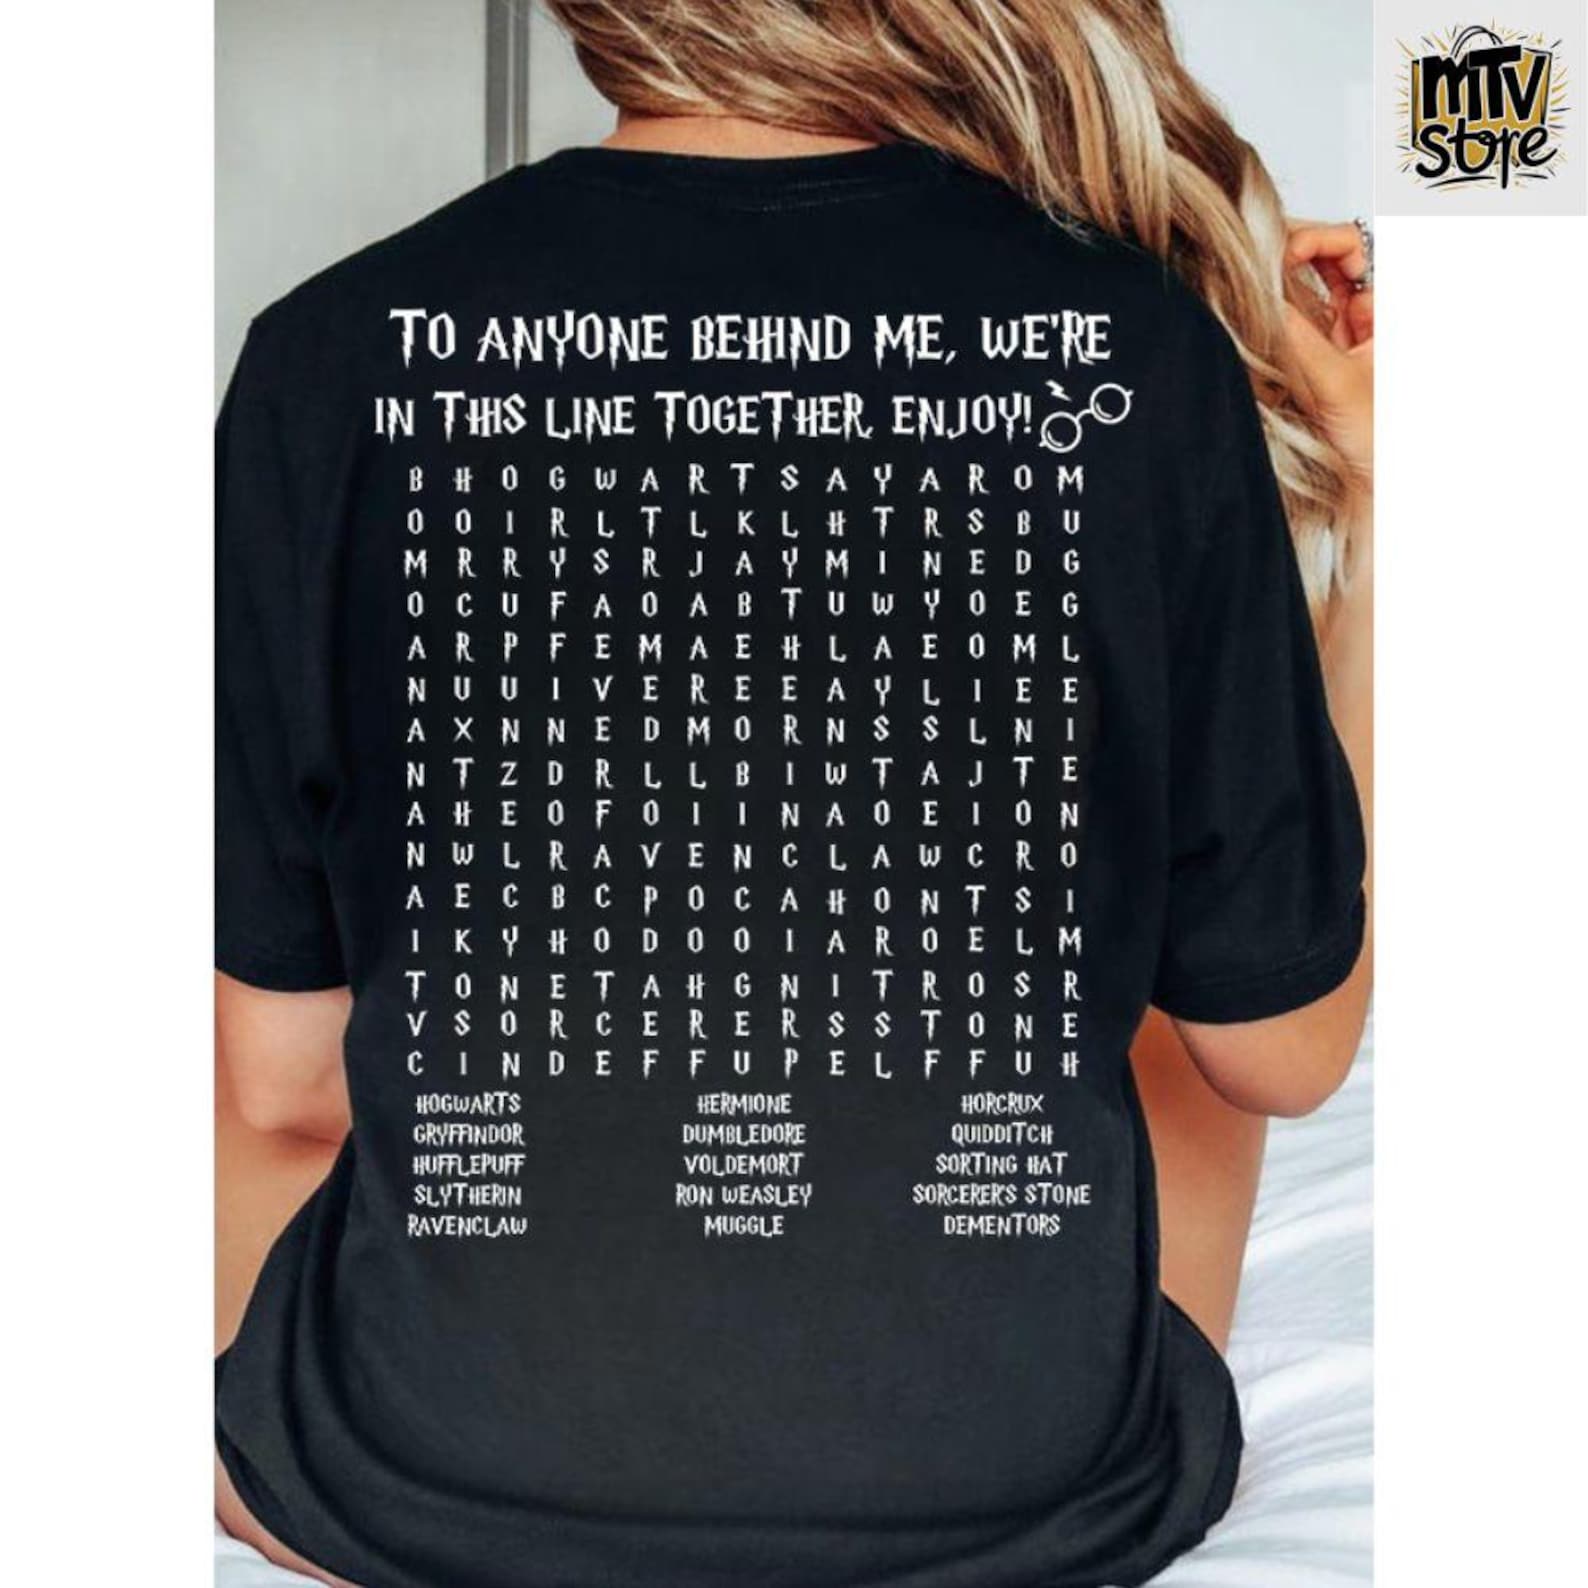 MTV
Store
TO ANYONE BEHIND ME, WE'RE
IN THIS LINE TOGETHER, ENJOY!
B H O G W A R T S A Y A R O M
O O I R L T L K L H T R S B U
M R R Y S R J A Y M I N E D G
O C U F A O A B T U W Y O E G
A R P F E M A E H L A E O M L
N U U I V E R E E A Y L I E E
A X N N E D M O R N S S L N I
N T Z D R L L B I W T A J T E
A H E O F O I I N A O E I O N
N W L R A V E N C L A W C R O
A E C B C P O C A H O N T S I
I K Y H O D O O I A R O E L M
T O N E T A H G N I T R O S R
V S O R C E R E R S S T O N E
C I N D E F F U P E L F F U H
HOGWARTS HERMIONE HORCRUX
GRYFFINDOR DUMBLEDORE QUIDDITCH
HUFFLEPUFF VOLDEMORT SORTING HAT
SLYTHERIN RON WEASLEY SORCERER'S STONE
RAVENCLAW MUGGLE DEMENTORS